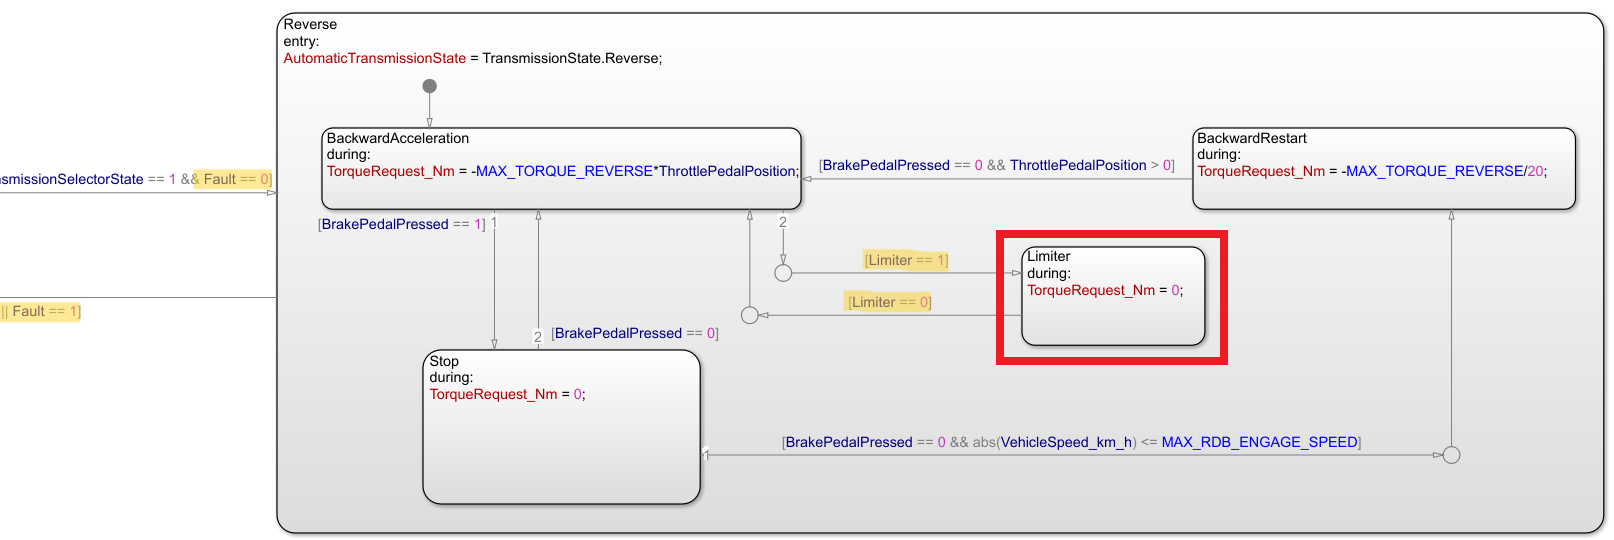 Reverse
entry:
AutomaticTransmissionState = TransmissionState.Reverse;
BackwardAcceleration
during:
TorqueRequest_Nm = -MAX_TORQUE_REVERSE*ThrottlePedalPosition;
[BrakePedalPressed == 0 && ThrottlePedalPosition > 0]
BackwardRestart
during:
TorqueRequest_Nm = -MAX_TORQUE_REVERSE/20;
nsmissionSelectorState == 1 && Fault == 0]
[BrakePedalPressed == 1]
1
2
[Limiter == 1]
Limiter
during:
TorqueRequest_Nm = 0;
[Limiter == 0]
|| Fault == 1]
2
[BrakePedalPressed == 0]
Stop
during:
TorqueRequest_Nm = 0;
1
[BrakePedalPressed == 0 && abs(VehicleSpeed_km_h) <= MAX_RDB_ENGAGE_SPEED]